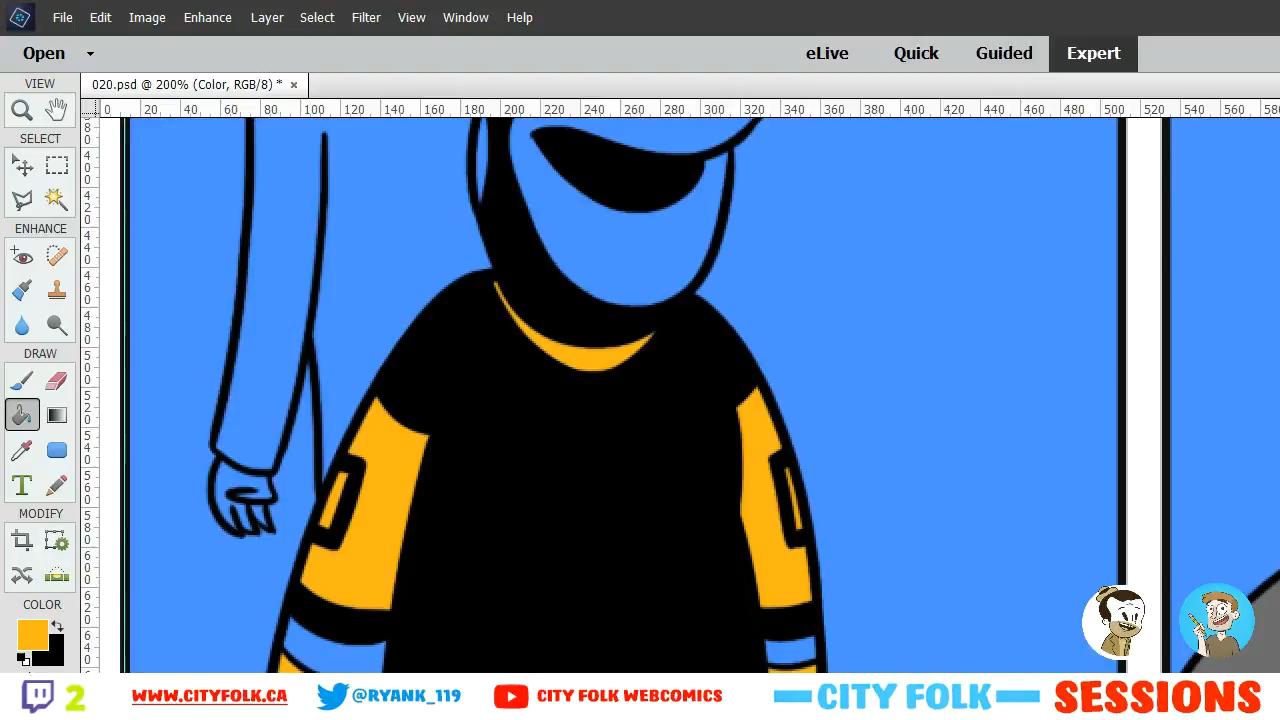 File Edit Image Enhance Layer Select Filter View Window Help
Open eLive Quick Guided Expert
VIEW
020.psd @ 200% (Color, RGB/8) * ×
0 20 40 60 80 100 120 140 160 180 200 220 240 260 280 300 320 340 360 380 400 420 440 460 480 500 520 540 560
SELECT
ENHANCE
DRAW
T
MODIFY
COLOR
2 WWW.CITYFOLK.CA @RYANK_119 CITY FOLK WEBCOMICS CITY FOLK SESSIONS